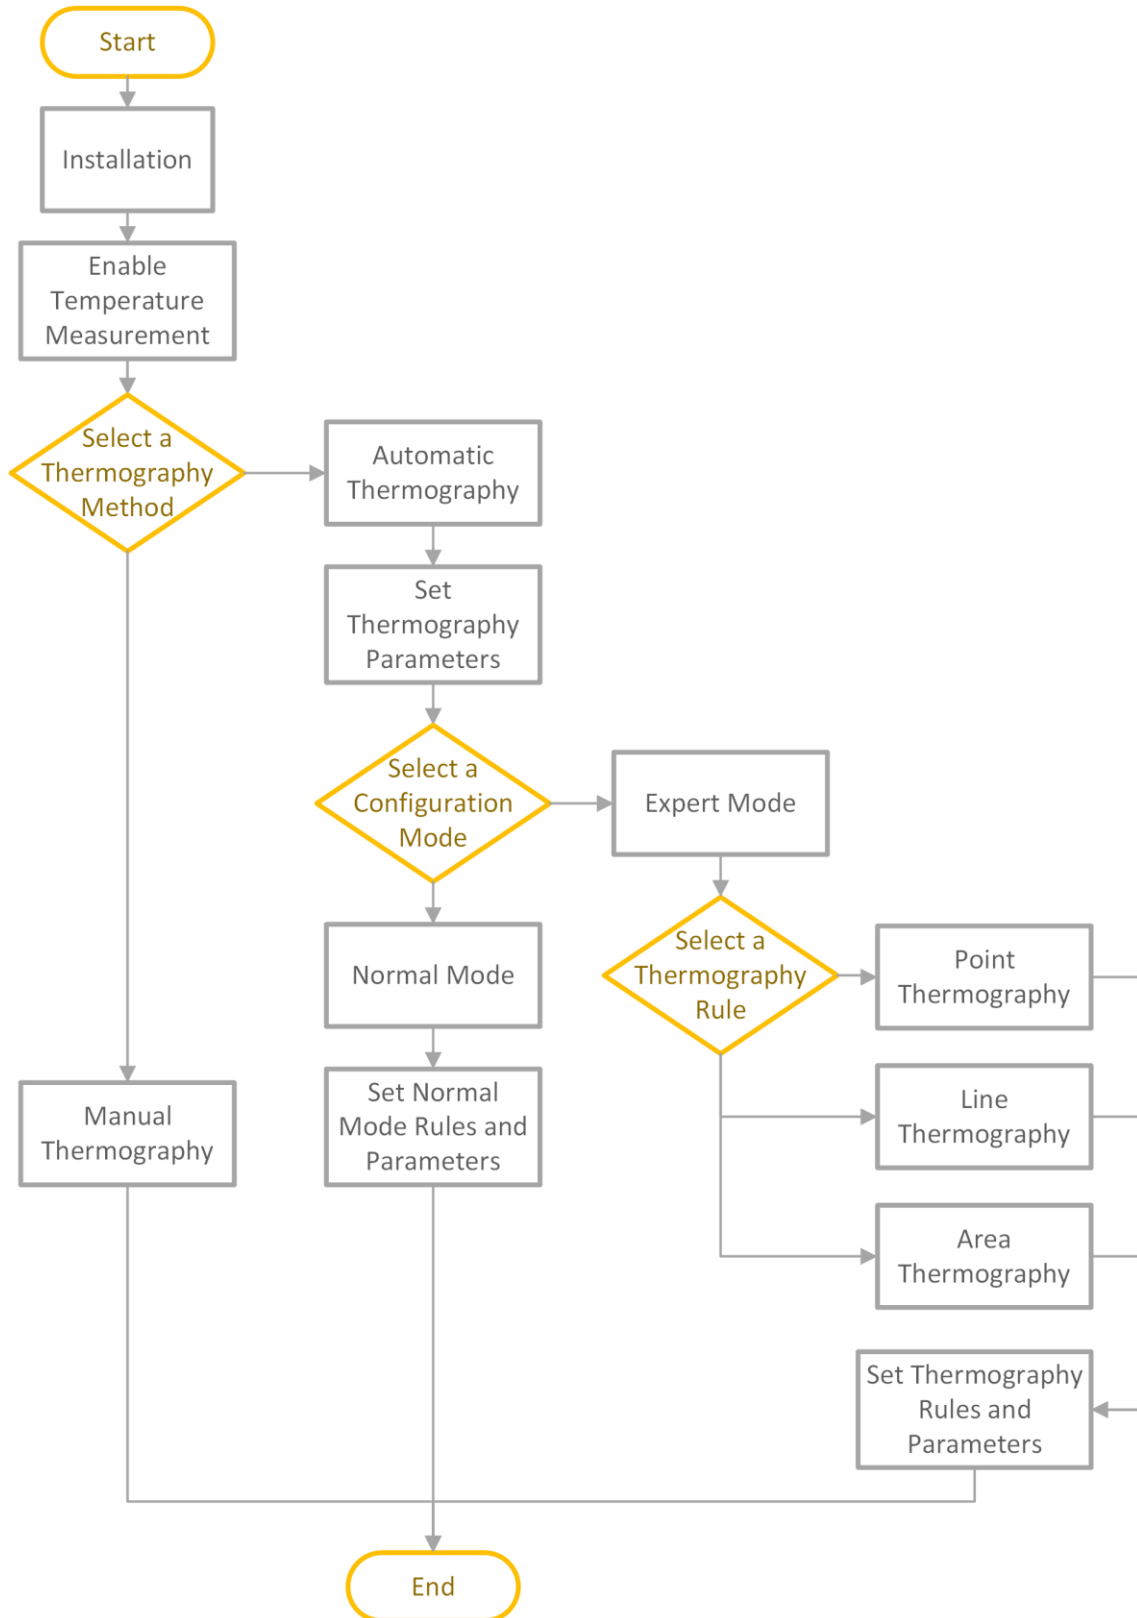 Start
Installation
Enable
Temperature
Measurement
Select a
Thermography
Method
Automatic
Thermography
Set
Thermography
Parameters
Select a
Configuration
Mode
Expert Mode
Normal Mode
Select a
Thermography
Rule
Point
Thermography
Line
Thermography
Area
Thermography
Manual
Thermography
Set Normal
Mode Rules and
Parameters
Set Thermography
Rules and
Parameters
End